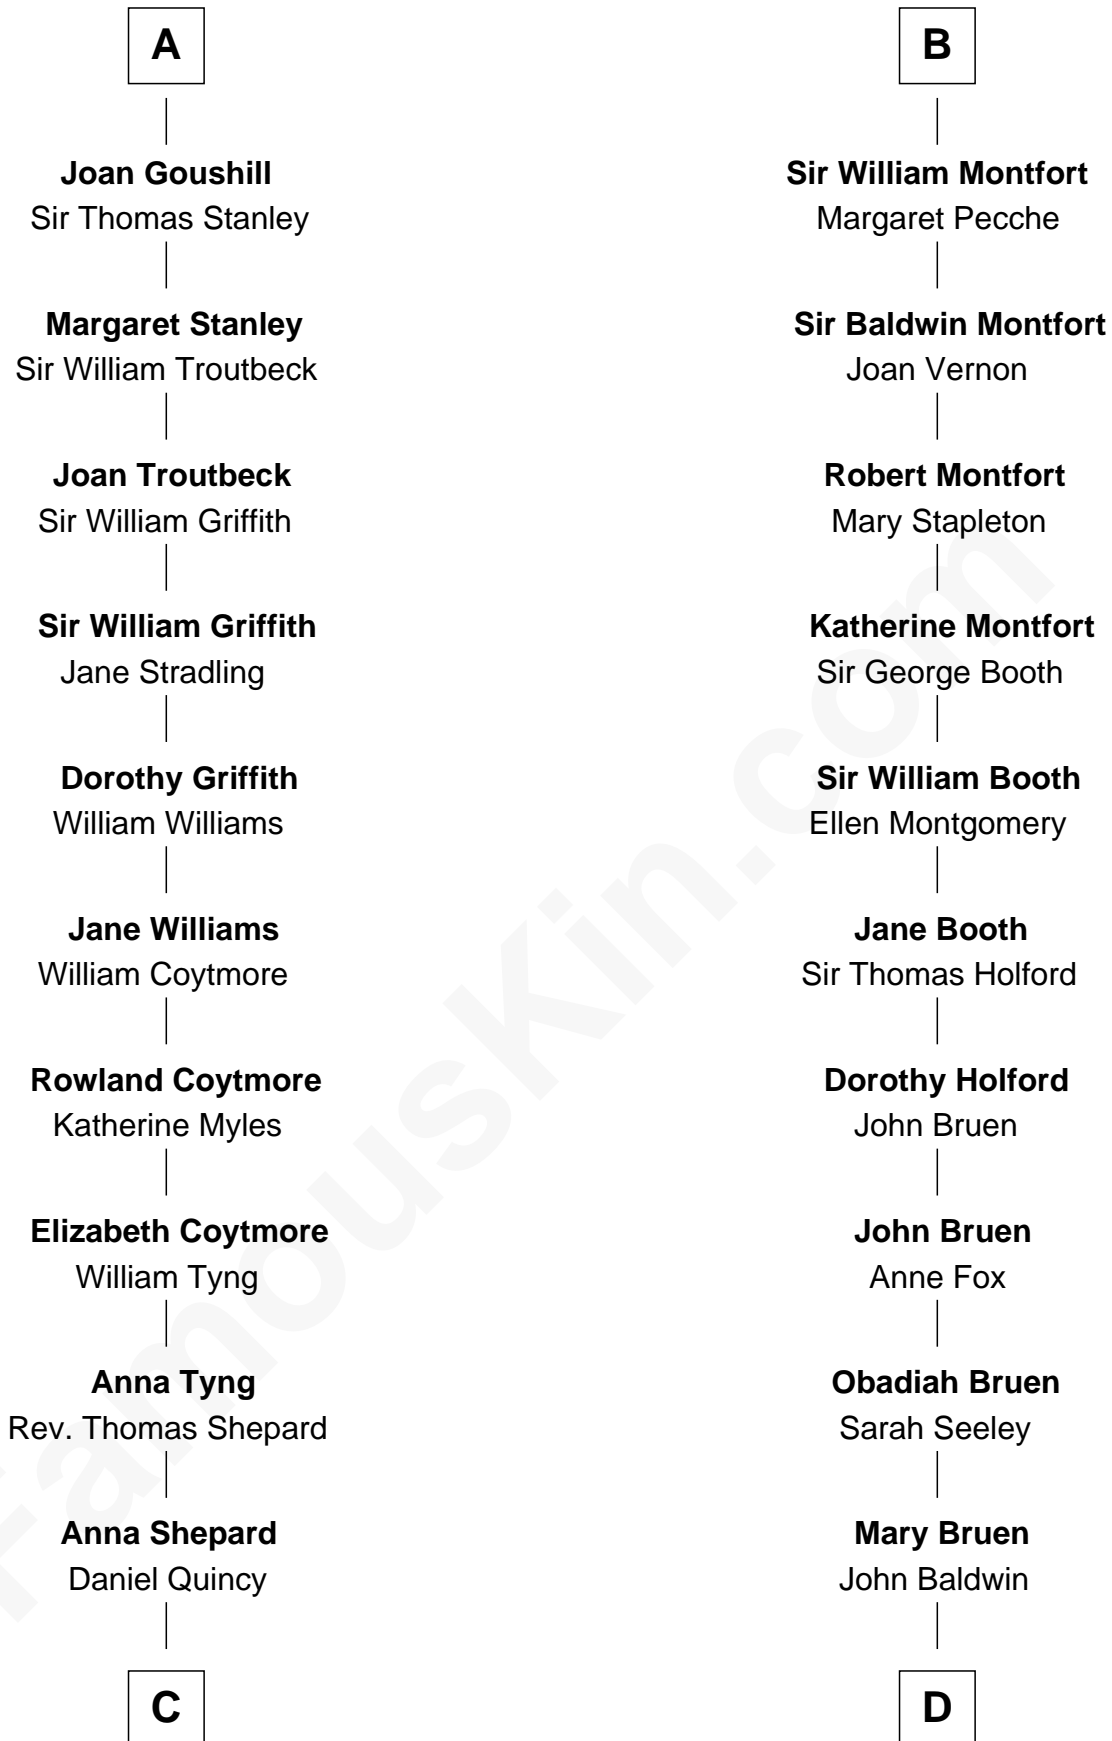 A
Joan Goushill
Sir Thomas Stanley
Margaret Stanley
Sir William Troutbeck
Joan Troutbeck
Sir William Griffith
Sir William Griffith
Jane Stradling
Dorothy Griffith
William Williams
Jane Williams
William Coytmore
Rowland Coytmore
Katherine Myles
Elizabeth Coytmore
William Tyng
Anna Tyng
Rev. Thomas Shepard
Anna Shepard
Daniel Quincy
C
B
Sir William Montfort
Margaret Pecche
Sir Baldwin Montfort
Joan Vernon
Robert Montfort
Mary Stapleton
Katherine Montfort
Sir George Booth
Sir William Booth
Ellen Montgomery
Jane Booth
Sir Thomas Holford
Dorothy Holford
John Bruen
John Bruen
Anne Fox
Obadiah Bruen
Sarah Seeley
Mary Bruen
John Baldwin
D
FamousKin.com